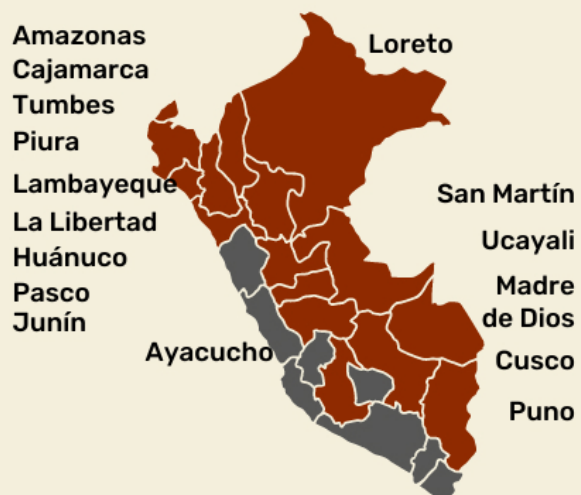 Amazonas
Cajamarca
Tumbes
Piura
Lambayeque
La Libertad
Huánuco
Pasco
Junín
Ayacucho
Loreto
San Martín
Ucayali
Madre
de Dios
Cusco
Puno